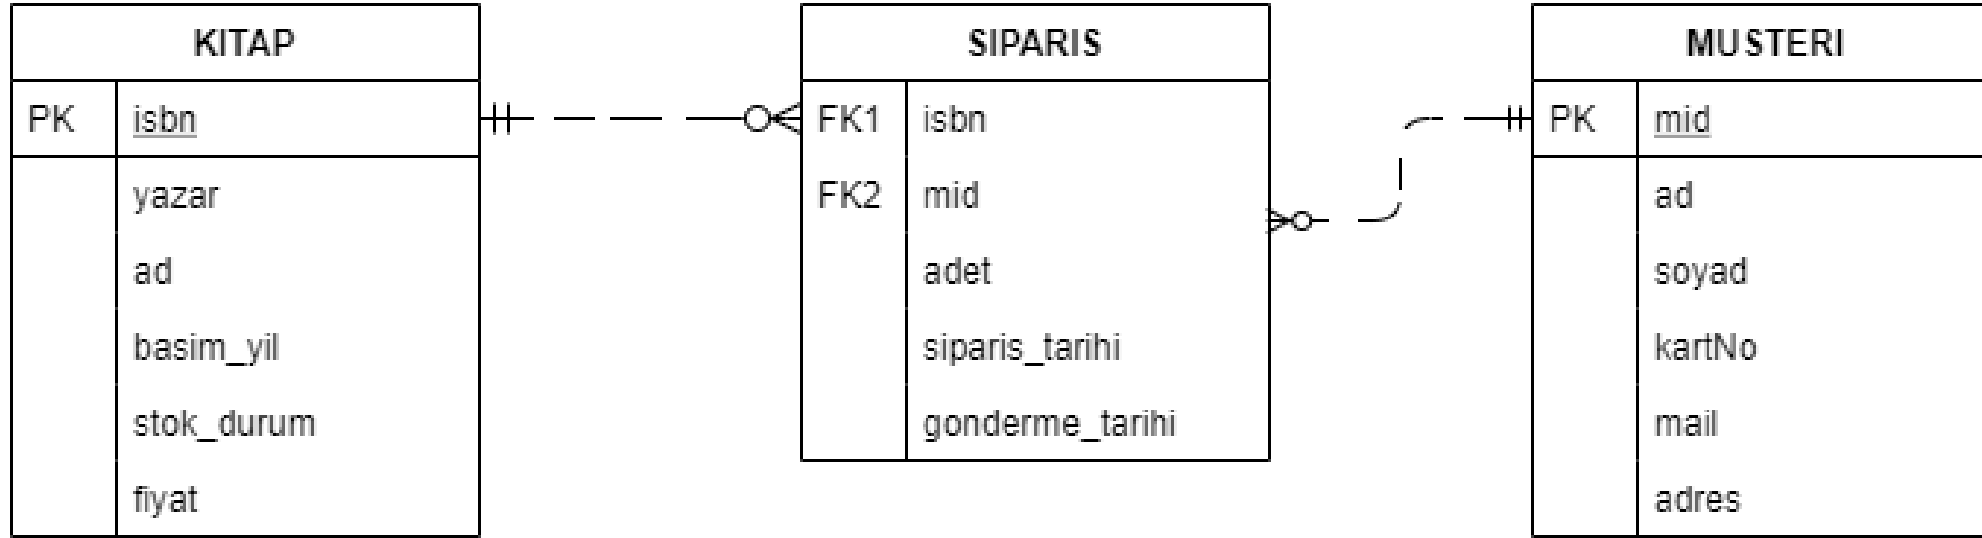 KITAP
PK isbn
yazar
ad
basim_yil
stok_durum
fiyat
SIPARIS
FK1 isbn
FK2 mid
adet
siparis_tarihi
gonderme_tarihi
MUSTERI
PK mid
ad
soyad
kartNo
mail
adres